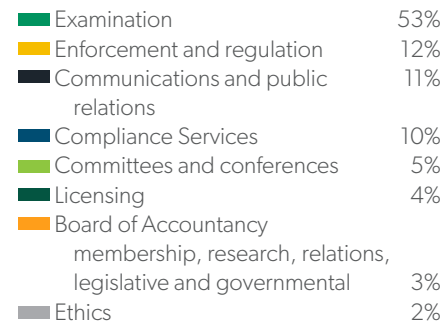 Examination 53%
Enforcement and regulation 12%
Communications and public 11%
relations
Compliance Services 10%
Committees and conferences 5%
Licensing 4%
Board of Accountancy
membership, research, relations,
legislative and governmental 3%
Ethics 2%